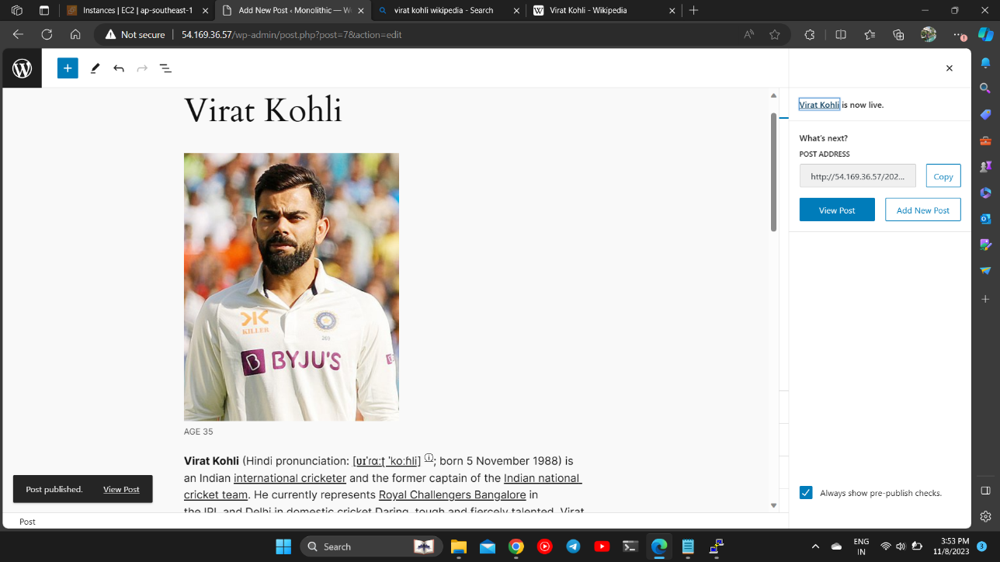 Instances | EC2 | ap-southeast-1
Add New Post ‹ Monolithic — W
virat kohli wikipedia - Search
Virat Kohli - Wikipedia
Not secure
54.169.36.57/wp-admin/post.php?post=7&action=edit
Virat Kohli
KILLER
269
BYJU'S
AGE 35
Virat Kohli (Hindi pronunciation: [ʋɪˈɾɑːʈ ˈkoːɦli] ⓘ; born 5 November 1988) is
an Indian international cricketer and the former captain of the Indian national
cricket team. He currently represents Royal Challengers Bangalore in
the IPL and Delhi in domestic cricket Daring, tough and fiercely talented, Virat
Post published. View Post
Post
Virat Kohli is now live.
What's next?
POST ADDRESS
http://54.169.36.57/202...
Copy
View Post
Add New Post
Always show pre-publish checks.
Search
ENG
IN
3:53 PM
11/8/2023
3